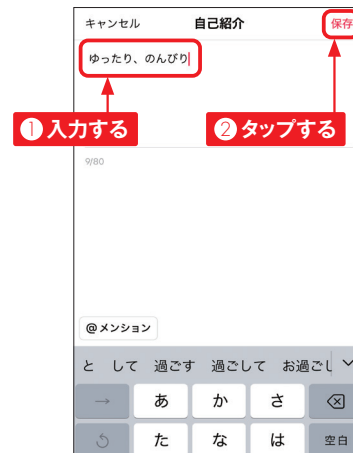 キャンセル 自己紹介 保存
ゆったり、のんびり
❶入力する ❷タップする
9/80
@メンション
と して 過ごす 過ごして お過ごし
→ あ か さ
た な は 空白